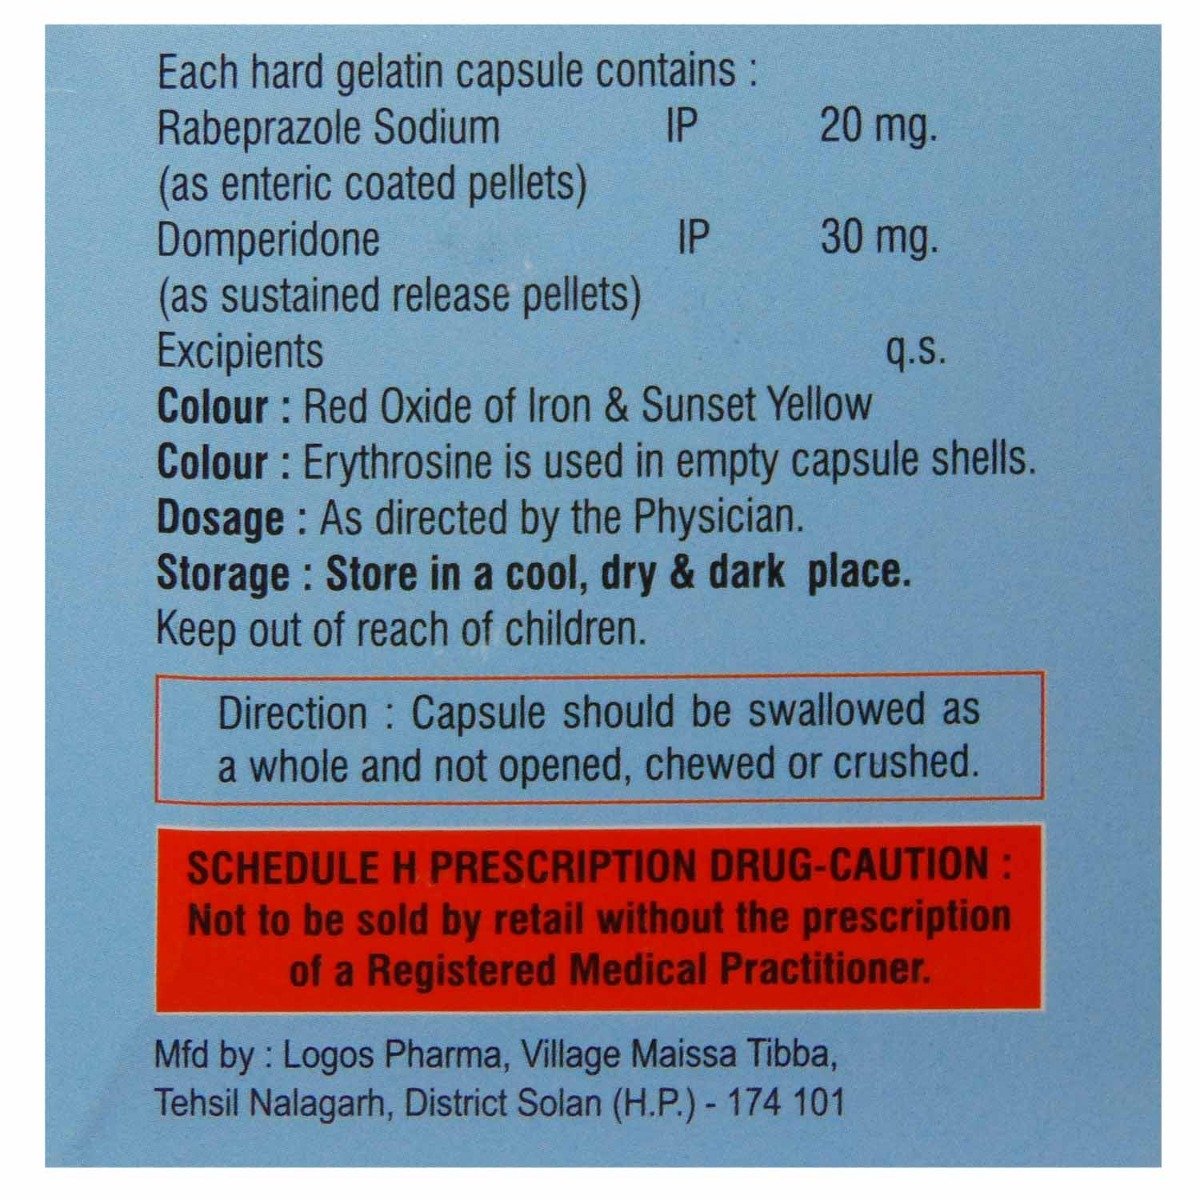 Each hard gelatin capsule contains :
Rabeprazole Sodium IP 20 mg.
(as enteric coated pellets)
Domperidone IP 30 mg.
(as sustained release pellets)
Excipients q.s.
Colour : Red Oxide of Iron & Sunset Yellow
Colour : Erythrosine is used in empty capsule shells.
Dosage : As directed by the Physician.
Storage : Store in a cool, dry & dark place.
Keep out of reach of children.
Direction : Capsule should be swallowed as
a whole and not opened, chewed or crushed.
SCHEDULE H PRESCRIPTION DRUG-CAUTION :
Not to be sold by retail without the prescription
of a Registered Medical Practitioner.
Mfd by : Logos Pharma, Village Maissa Tibba,
Tehsil Nalagarh, District Solan (H.P.) - 174 101